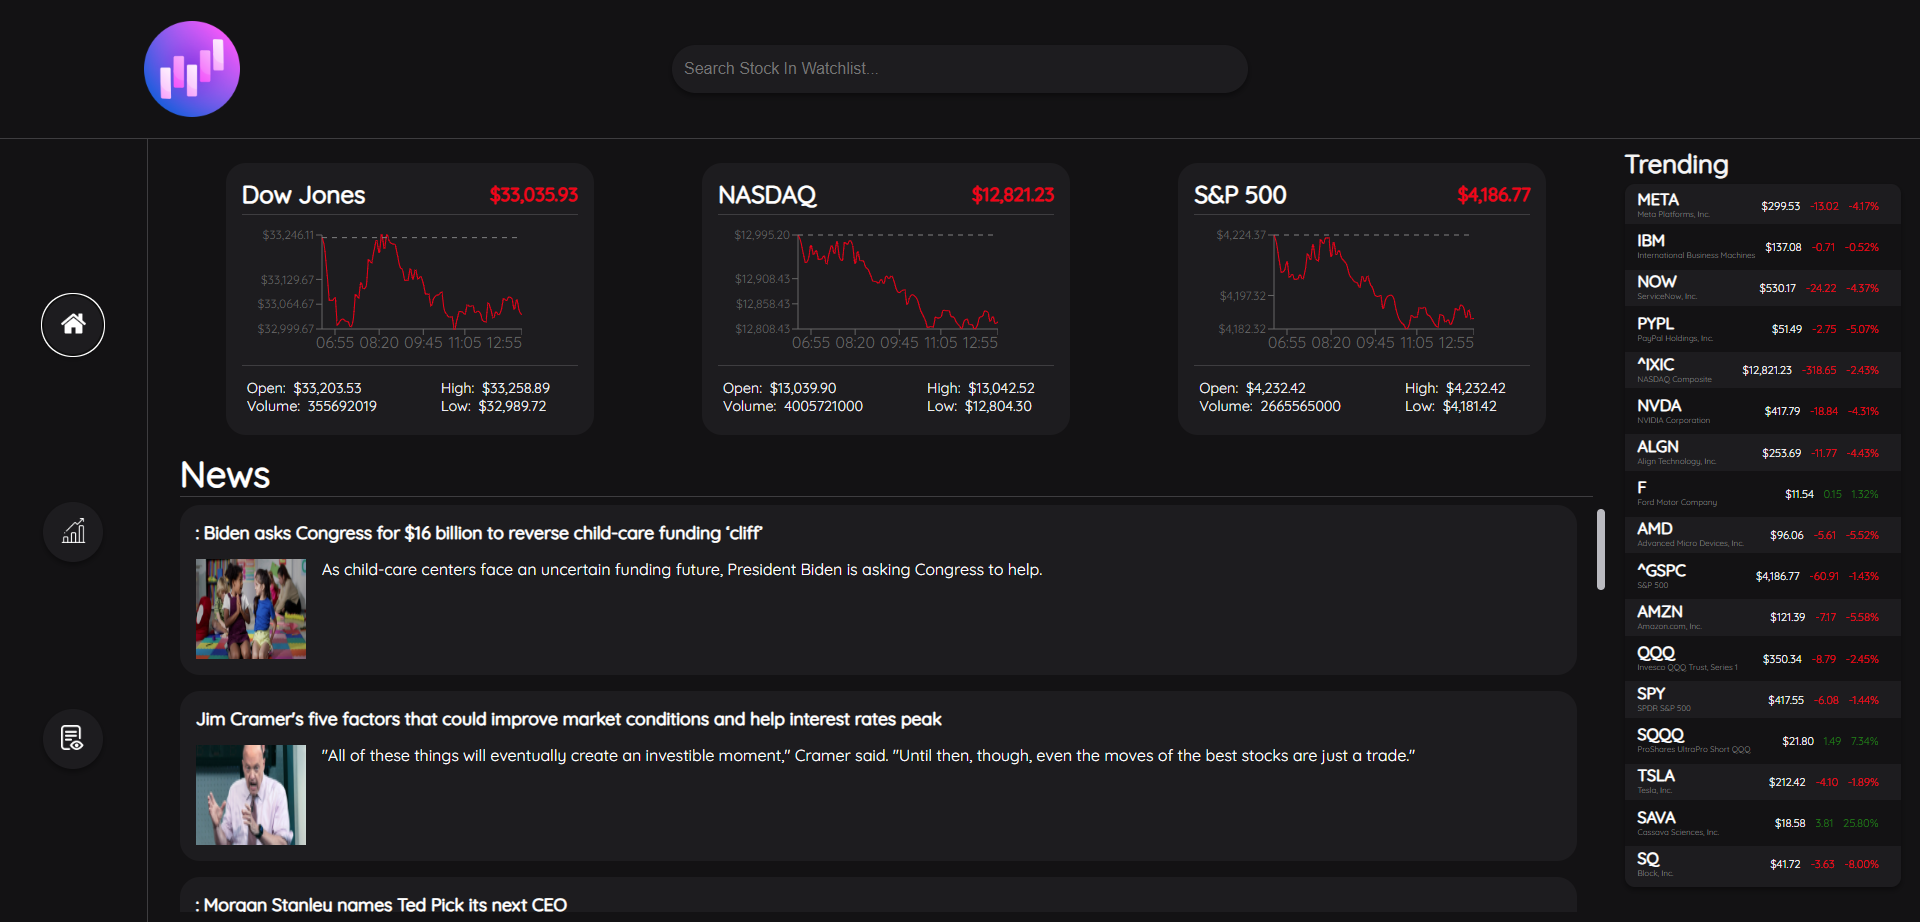 Search Stock In Watchlist...
Dow Jones $33,035.93
$33,246.11
$33,129.67
$33,064.67
$32,999.67
06:55 08:20 09:45 11:05 12:55
Open: $33,203.53 High: $33,258.89
Volume: 355692019 Low: $32,989.72
NASDAQ $12,821.23
$12,995.20
$12,908.43
$12,858.43
$12,808.43
06:55 08:20 09:45 11:05 12:55
Open: $13,039.90 High: $13,042.52
Volume: 4005721000 Low: $12,804.30
S&P 500 $4,186.77
$4,224.37
$4,197.32
$4,182.32
06:55 08:20 09:45 11:05 12:55
Open: $4,232.42 High: $4,232.42
Volume: 2665565000 Low: $4,181.42
News
: Biden asks Congress for $16 billion to reverse child-care funding ‘cliff’
As child-care centers face an uncertain funding future, President Biden is asking Congress to help.
Jim Cramer's five factors that could improve market conditions and help interest rates peak
"All of these things will eventually create an investible moment," Cramer said. "Until then, though, even the moves of the best stocks are just a trade."
: Morgan Stanley names Ted Pick its next CEO
Trending
META $299.53 -13.02 -4.17%
Meta Platforms, Inc.
IBM $137.08 -0.71 -0.52%
International Business Machines
NOW $530.17 -24.22 -4.37%
ServiceNow, Inc.
PYPL $51.49 -2.75 -5.07%
PayPal Holdings, Inc.
^IXIC $12,821.23 -318.65 -2.43%
NASDAQ Composite
NVDA $417.79 -18.84 -4.31%
NVIDIA Corporation
ALGN $253.69 -11.77 -4.43%
Align Technology, Inc.
F $11.54 0.15 1.32%
Ford Motor Company
AMD $96.06 -5.61 -5.52%
Advanced Micro Devices, Inc.
^GSPC $4,186.77 -60.91 -1.43%
S&P 500
AMZN $121.39 -7.17 -5.58%
Amazon.com, Inc.
QQQ $350.34 -8.79 -2.45%
Invesco QQQ Trust, Series 1
SPY $417.55 -6.08 -1.44%
SPDR S&P 500
SQQQ $21.80 1.49 7.34%
ProShares UltraPro Short QQQ
TSLA $212.42 -4.10 -1.89%
Tesla, Inc.
SAVA $18.58 3.81 25.80%
Cassava Sciences, Inc.
SQ $41.72 -3.63 -8.00%
Block, Inc.